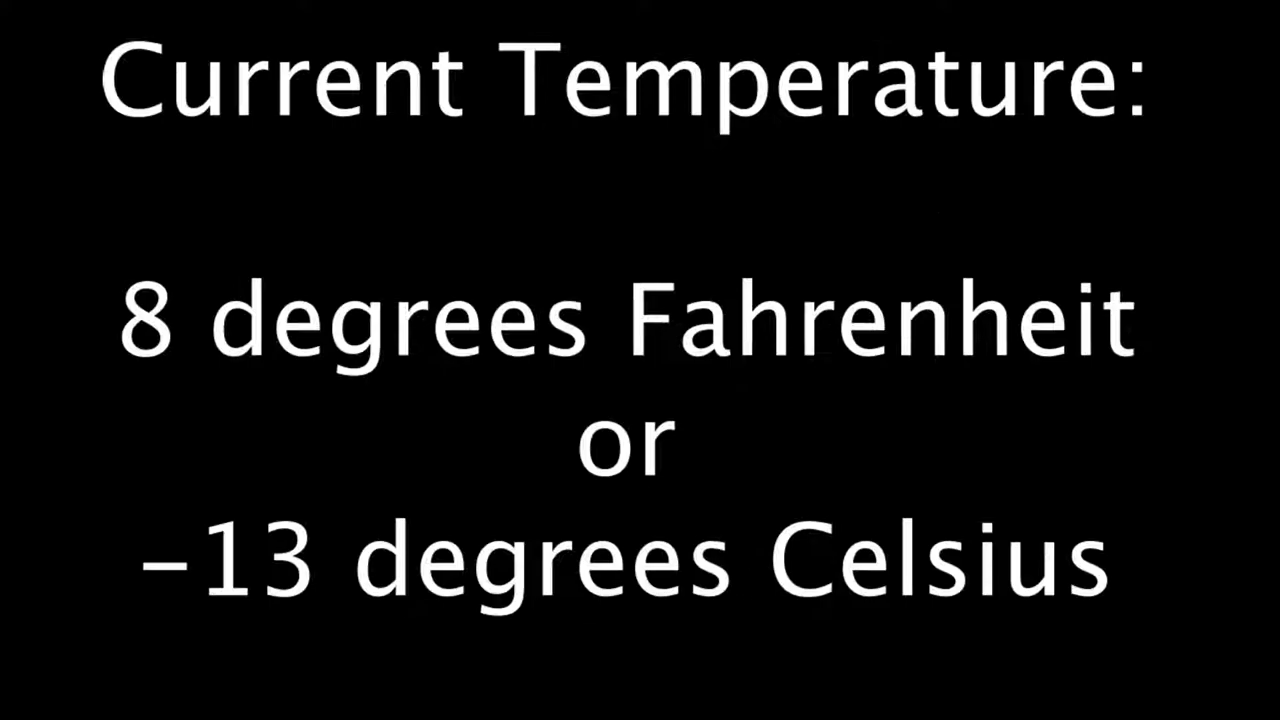 Current Temperature:
8 degrees Fahrenheit
or
-13 degrees Celsius